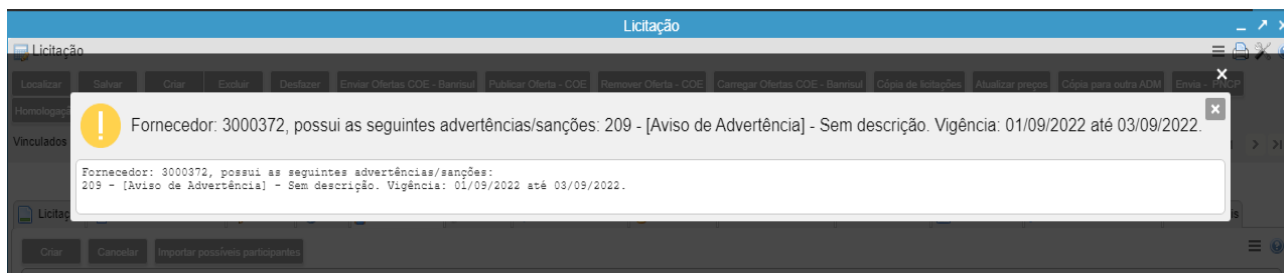 Licitação
Licitação
Localizar Salvar Criar Excluir Desfazer Enviar Ofertas COE - Banrisul Publicar Oferta - COE Remover Oferta - COE Carregar Ofertas COE - Banrisul Cópia de licitações Atualizar preços Cópia para outra ADM Envia - PNCP
Homologaç
Fornecedor: 3000372, possui as seguintes advertências/sanções: 209 - [Aviso de Advertência] - Sem descrição. Vigência: 01/09/2022 até 03/09/2022.
Vinculados
Fornecedor: 3000372, possui as seguintes advertências/sanções:
209 - [Aviso de Advertência] - Sem descrição. Vigência: 01/09/2022 até 03/09/2022.
Licitaç is
Criar Cancelar Importar possíveis participantes